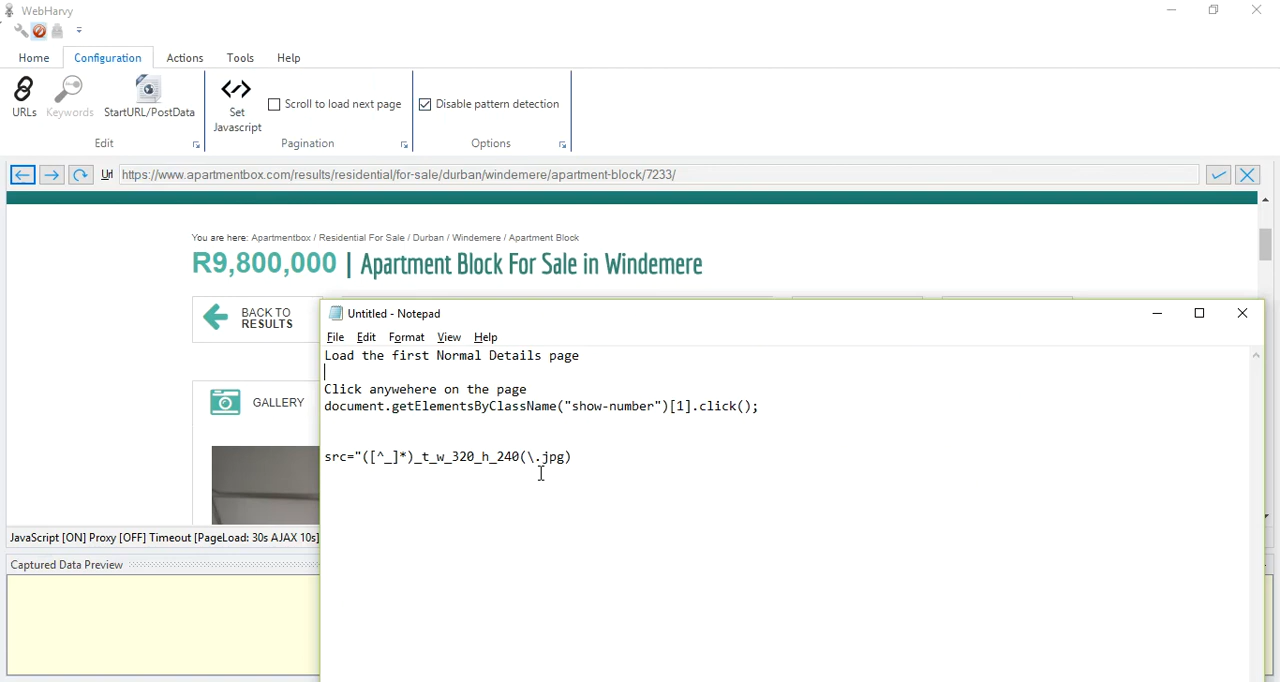 WebHarvy
Home Configuration Actions Tools Help
URLs Keywords StartURL/PostData
Edit
Set
Javascript
Scroll to load next page
Pagination
Disable pattern detection
Options
Url https://www.apartmentbox.com/results/residential/for-sale/durban/windemere/apartment-block/7233/
You are here: Apartmentbox / Residential For Sale / Durban / Windemere / Apartment Block
R9,800,000 | Apartment Block For Sale in Windemere
BACK TO
RESULTS
GALLERY
Untitled - Notepad
File Edit Format View Help
Load the first Normal Details page
Click anywehere on the page
document.getElementsByClassName("show-number")[1].click();
src="([^_]*)_t_w_320_h_240(\.jpg)
JavaScript [ON] Proxy [OFF] Timeout [PageLoad: 30s AJAX 10s]
Captured Data Preview